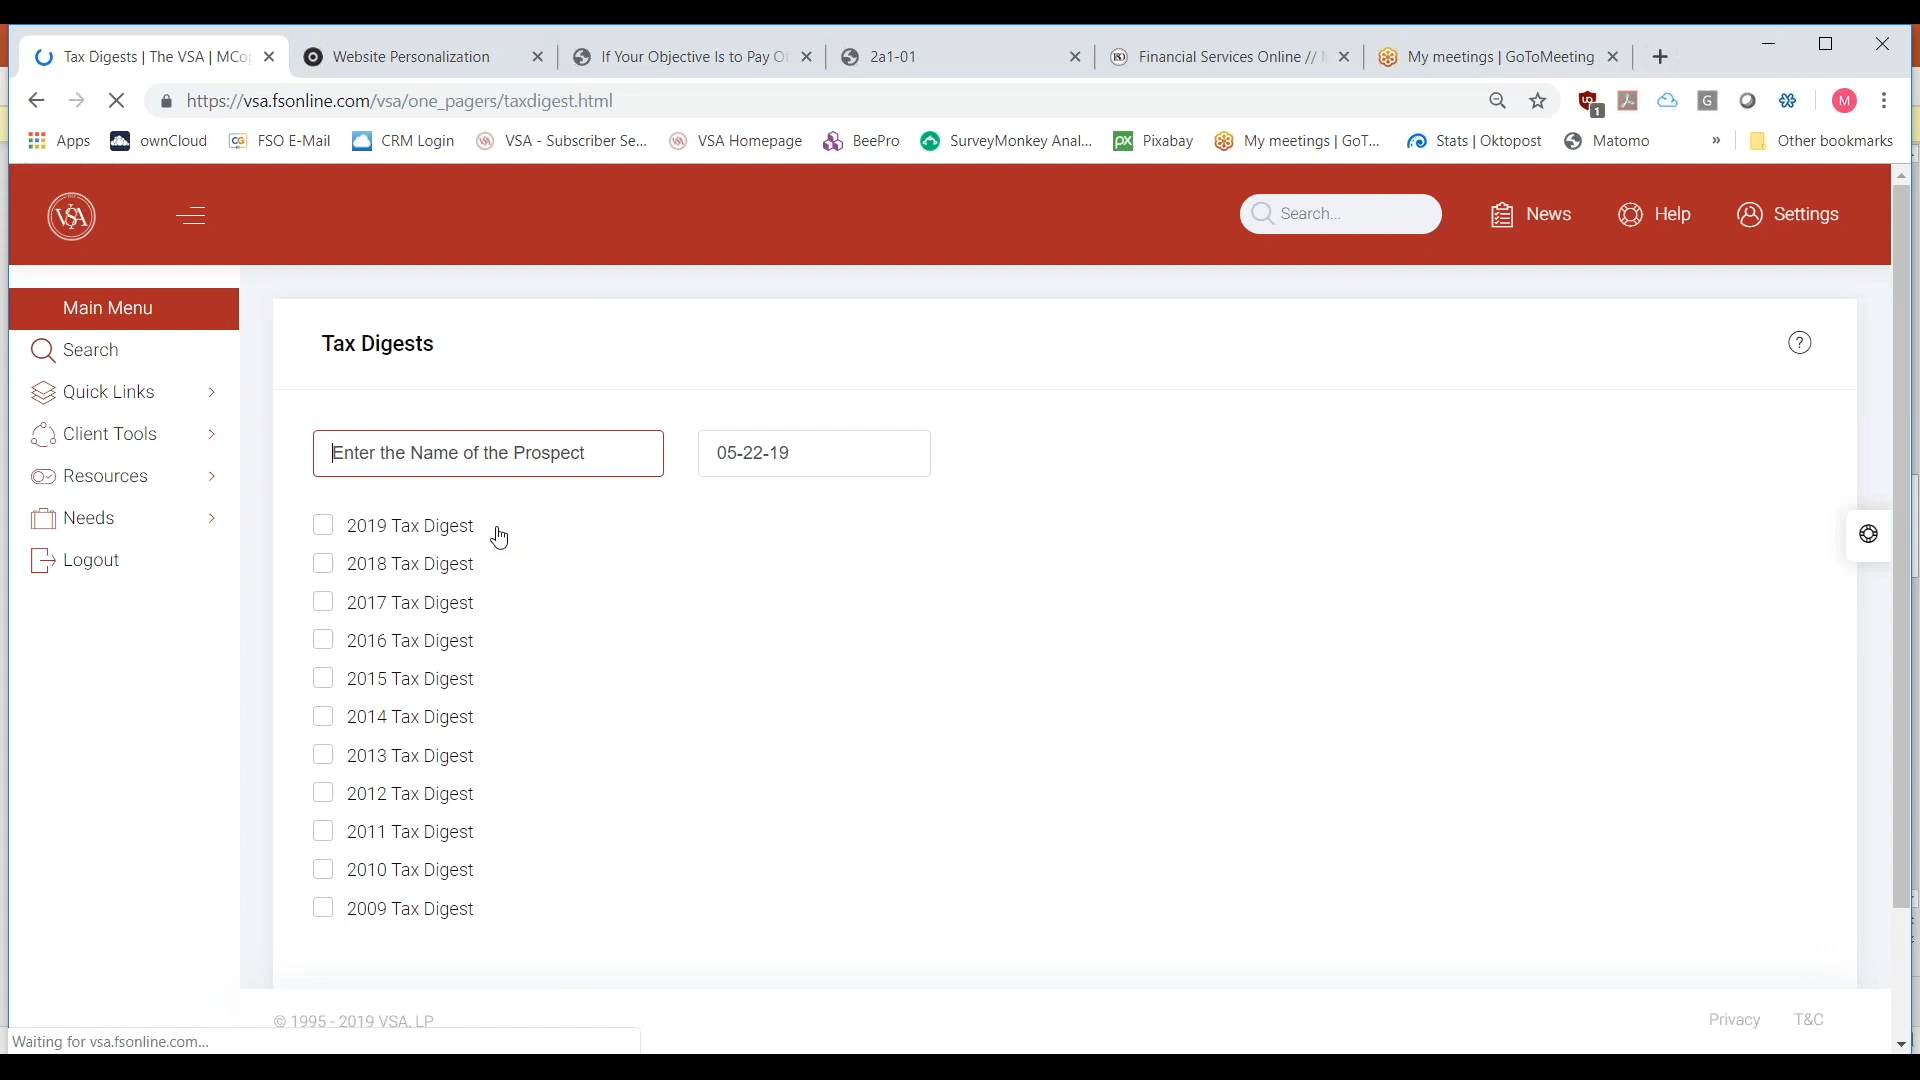 Tax Digests | The VSA | MCo
Website Personalization
If Your Objective Is to Pay O
2a1-01
Financial Services Online //
My meetings | GoToMeeting
https://vsa.fsonline.com/vsa/one_pagers/taxdigest.html
1
G
M
Apps
ownCloud
CG
FSO E-Mail
CRM Login
VSA - Subscriber Se...
VSA Homepage
BeePro
SurveyMonkey Anal...
px
Pixabay
My meetings | GoT...
Stats | Oktopost
Matomo
»
Other bookmarks
VSA
Search...
News
Help
Settings
Main Menu
Search
Quick Links
Client Tools
Resources
Needs
Logout
Tax Digests
?
Enter the Name of the Prospect
05-22-19
2019 Tax Digest
2018 Tax Digest
2017 Tax Digest
2016 Tax Digest
2015 Tax Digest
2014 Tax Digest
2013 Tax Digest
2012 Tax Digest
2011 Tax Digest
2010 Tax Digest
2009 Tax Digest
© 1995 - 2019 VSA, LP
Privacy
T&C
Waiting for vsa.fsonline.com...